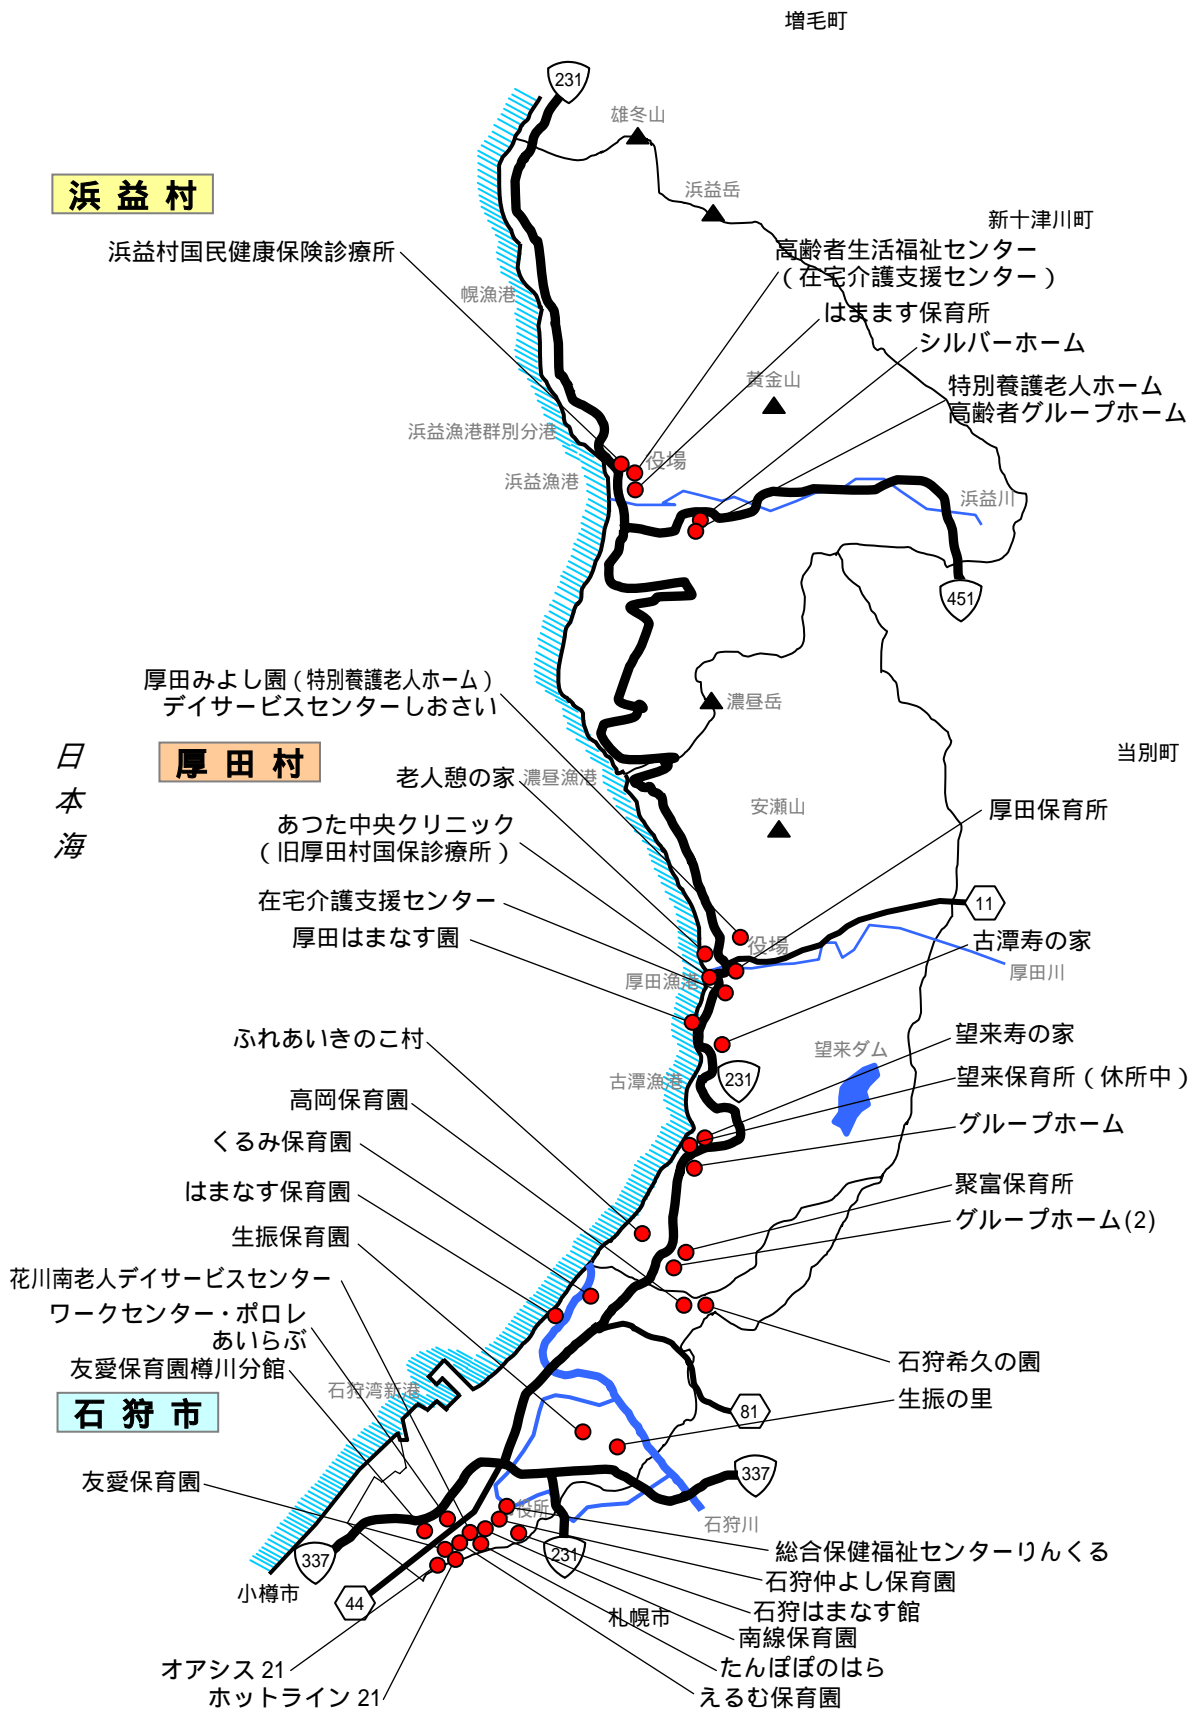 増毛町
231
雄冬山
浜益村
浜益岳
新十津川町
浜益村国民健康保険診療所
高齢者生活福祉センター
(在宅介護支援センター)
幌漁港
はまます保育所
シルバーホーム
黄金山
特別養護老人ホーム
高齢者グループホーム
浜益漁港群別分港
役場
浜益漁港
浜益川
451
厚田みよし園(特別養護老人ホーム)
デイサービスセンターしおさい
濃昼岳
日本海
厚田村
当別町
老人憩の家
濃昼漁港
安瀬山
厚田保育所
あつた中央クリニック
(旧厚田村国保診療所)
在宅介護支援センター
11
厚田はまなす園
役場
古潭寿の家
厚田漁港
厚田川
ふれあいきのこ村
望来寿の家
望来ダム
古潭漁港
231
望来保育所(休所中)
高岡保育園
グループホーム
くるみ保育園
聚富保育所
はまなす保育園
グループホーム(2)
生振保育園
花川南老人デイサービスセンター
ワークセンター・ポロレ
あいらぶ
石狩希久の園
友愛保育園樽川分館
石狩湾新港
生振の里
石狩市
81
友愛保育園
337
役所
石狩川
総合保健福祉センターりんくる
337
231
小樽市
石狩仲よし保育園
44
石狩はまなす館
札幌市
南線保育園
オアシス21
たんぽぽのはら
ホットライン21
えるむ保育園